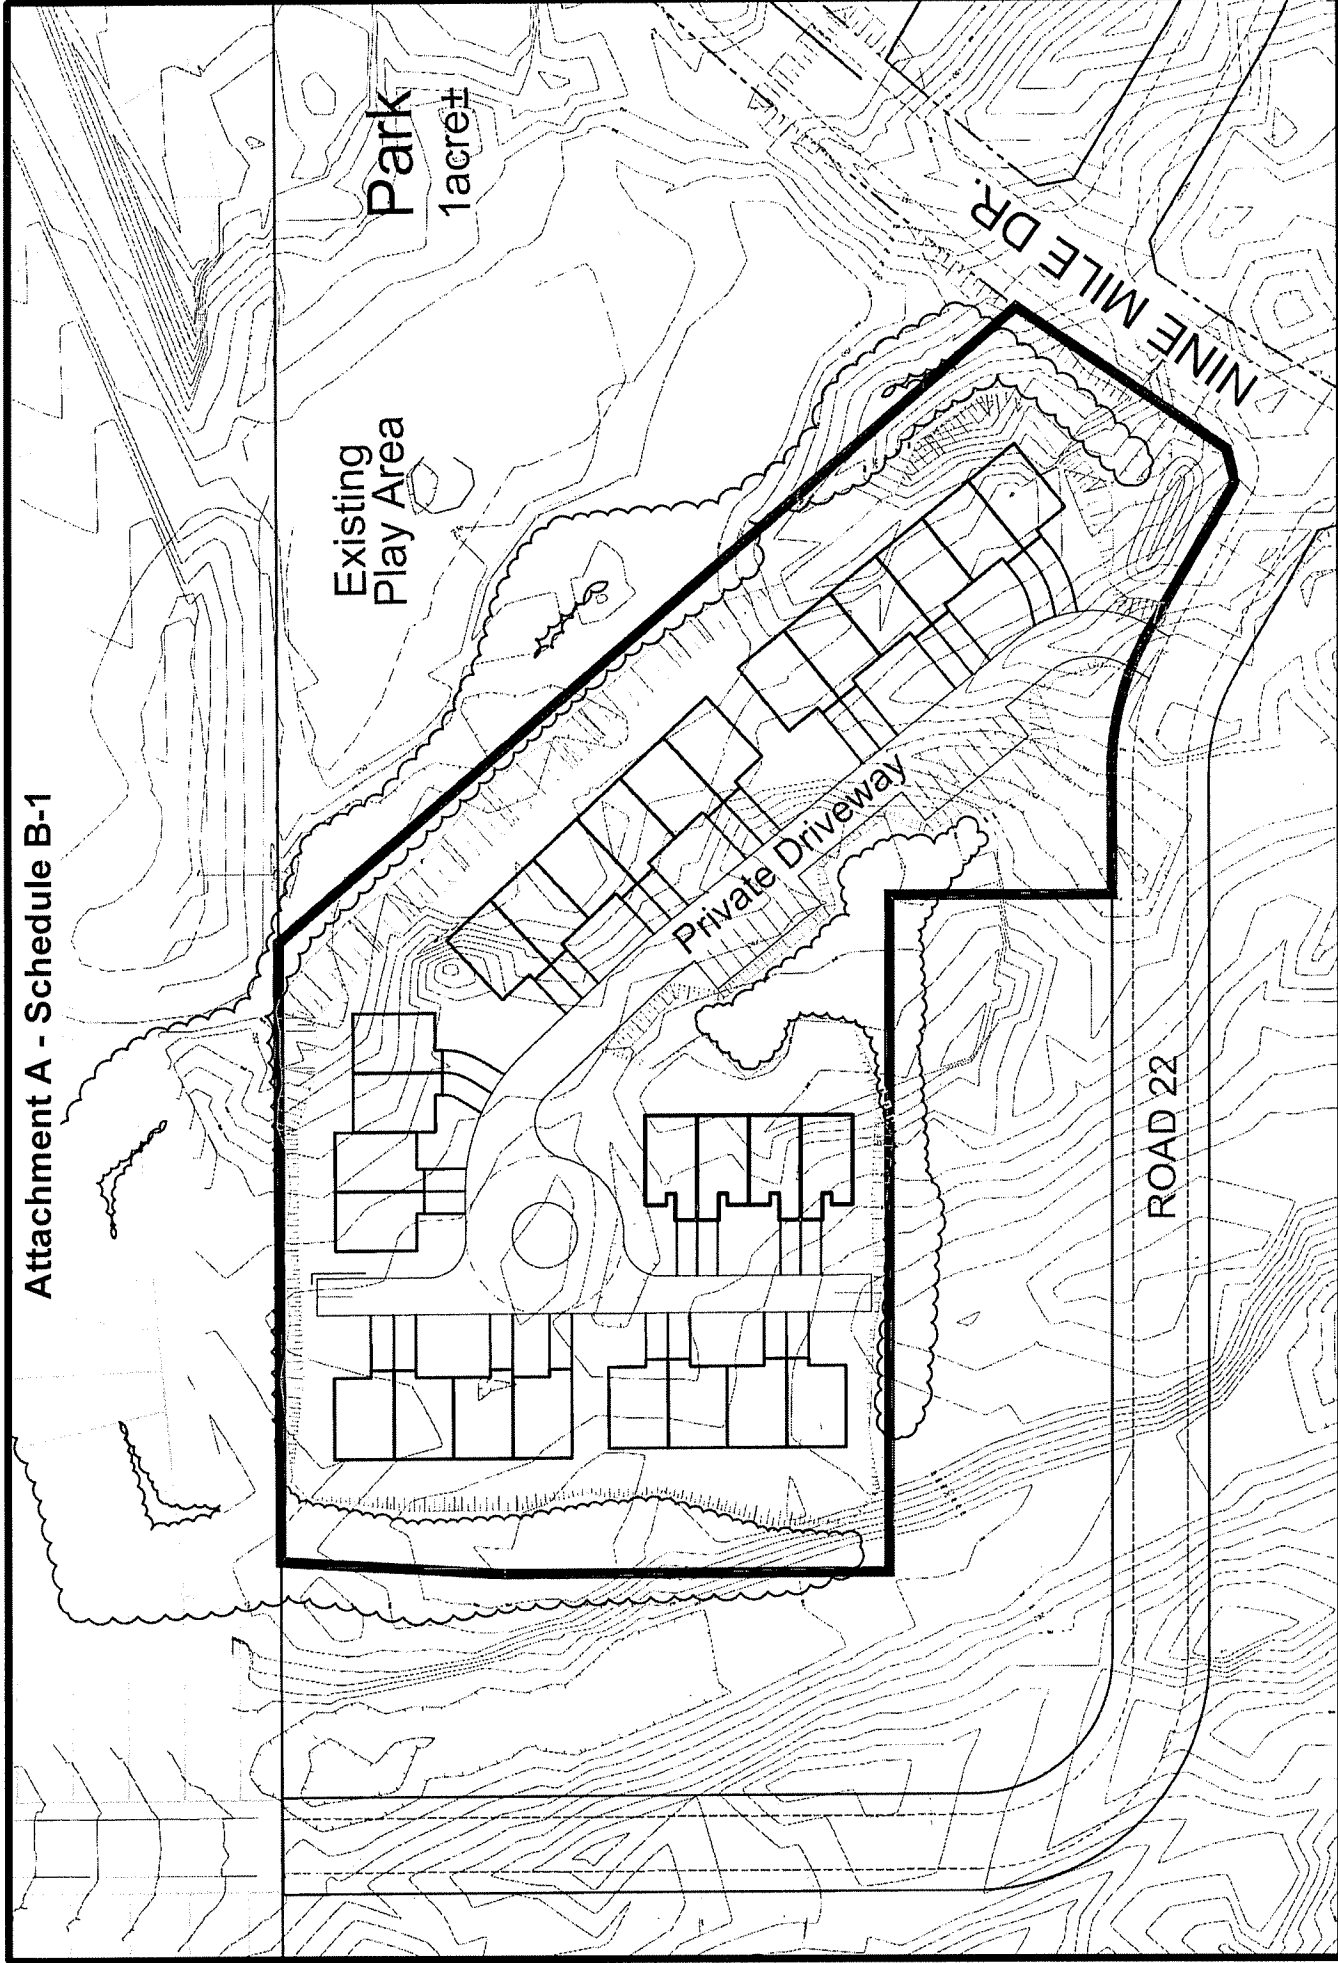 Attachment A - Schedule B-1
Park
1acre±
Existing
Play Area
NINE MILE DR.
Private Driveway
ROAD 22